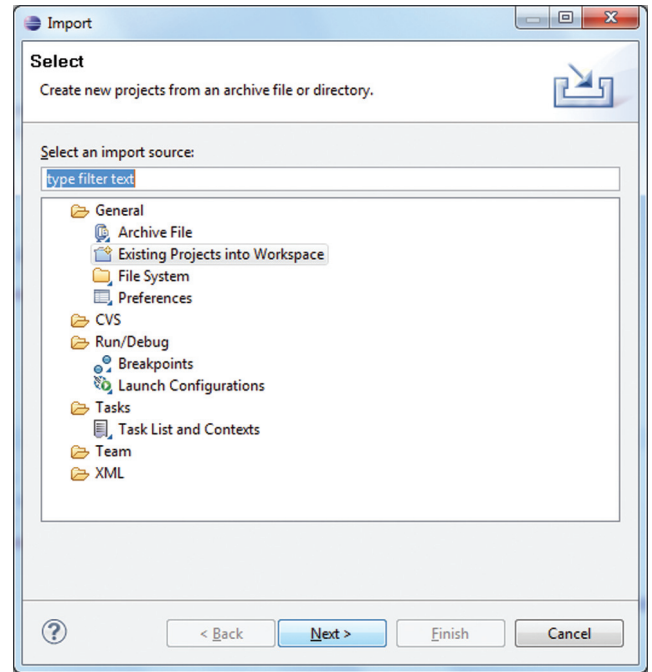 Import
Select
Create new projects from an archive file or directory.
Select an import source:
type filter text
General
Archive File
Existing Projects into Workspace
File System
Preferences
CVS
Run/Debug
Breakpoints
Launch Configurations
Tasks
Task List and Contexts
Team
XML
? < Back Next > Finish Cancel